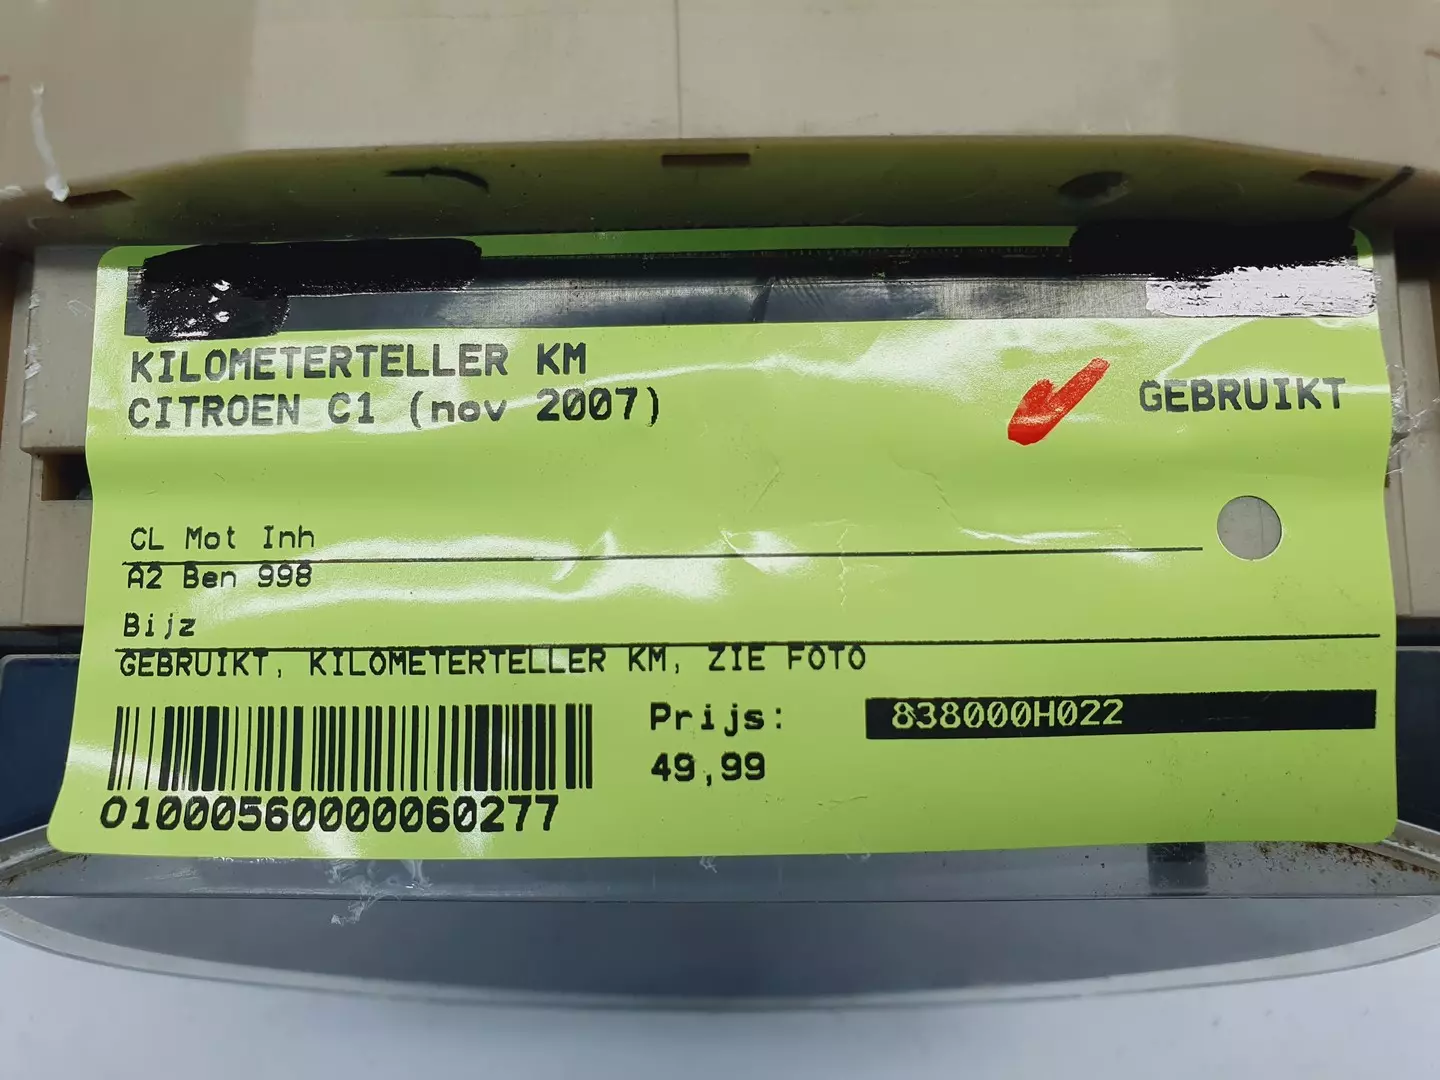 KILOMETERTELLER KM
CITROEN C1 (nov 2007)
GEBRUIKT
CL Mot Inh
A2 Ben 998
Bijz
GEBRUIKT, KILOMETERTELLER KM, ZIE FOTO
Prijs:
49,99
838000H022
01000560000060277